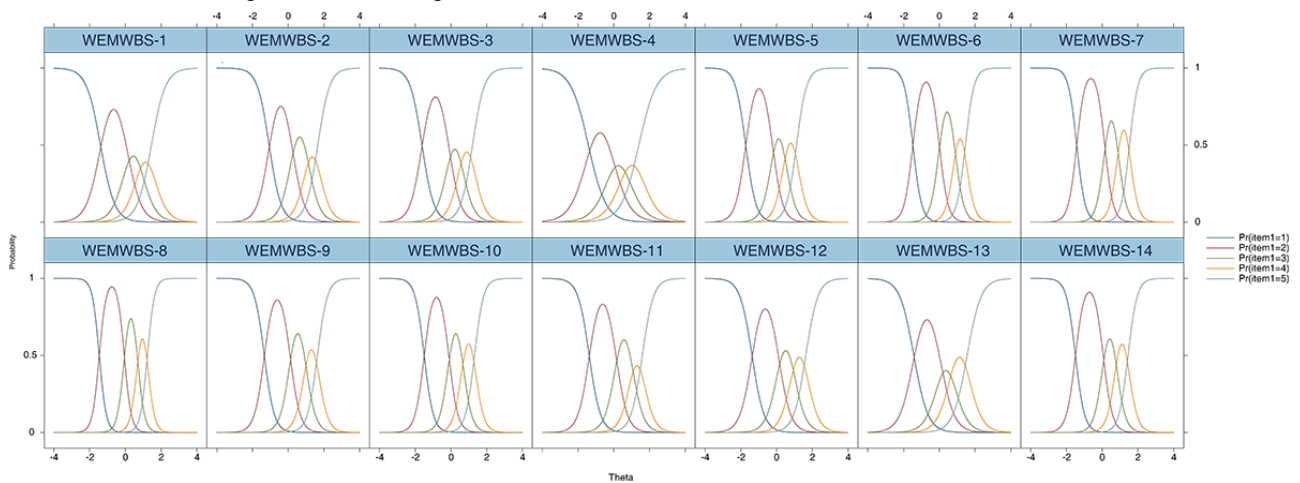 -4 -2 0 2 4 -4 -2 0 2 4 -4 -2 0 2 4
WEMWBS-1 WEMWBS-2 WEMWBS-3 WEMWBS-4 WEMWBS-5 WEMWBS-6 WEMWBS-7
1
0.5
0
Probability
WEMWBS-8 WEMWBS-9 WEMWBS-10 WEMWBS-11 WEMWBS-12 WEMWBS-13 WEMWBS-14
Pr(item1=1)
Pr(item1=2)
Pr(item1=3)
Pr(item1=4)
Pr(item1=5)
1
0.5
0
-4 -2 0 2 4 -4 -2 0 2 4 -4 -2 0 2 4 -4 -2 0 2 4
Theta